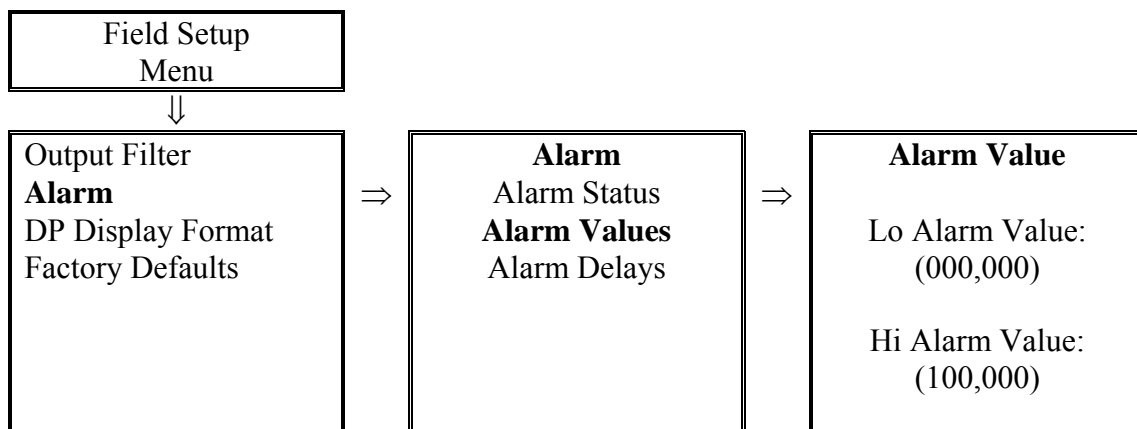 Field Setup
Menu
⇓
Output Filter
Alarm
DP Display Format
Factory Defaults
⇒
Alarm
Alarm Status
Alarm Values
Alarm Delays
⇒
Alarm Value
Lo Alarm Value:
(000,000)
Hi Alarm Value:
(100,000)